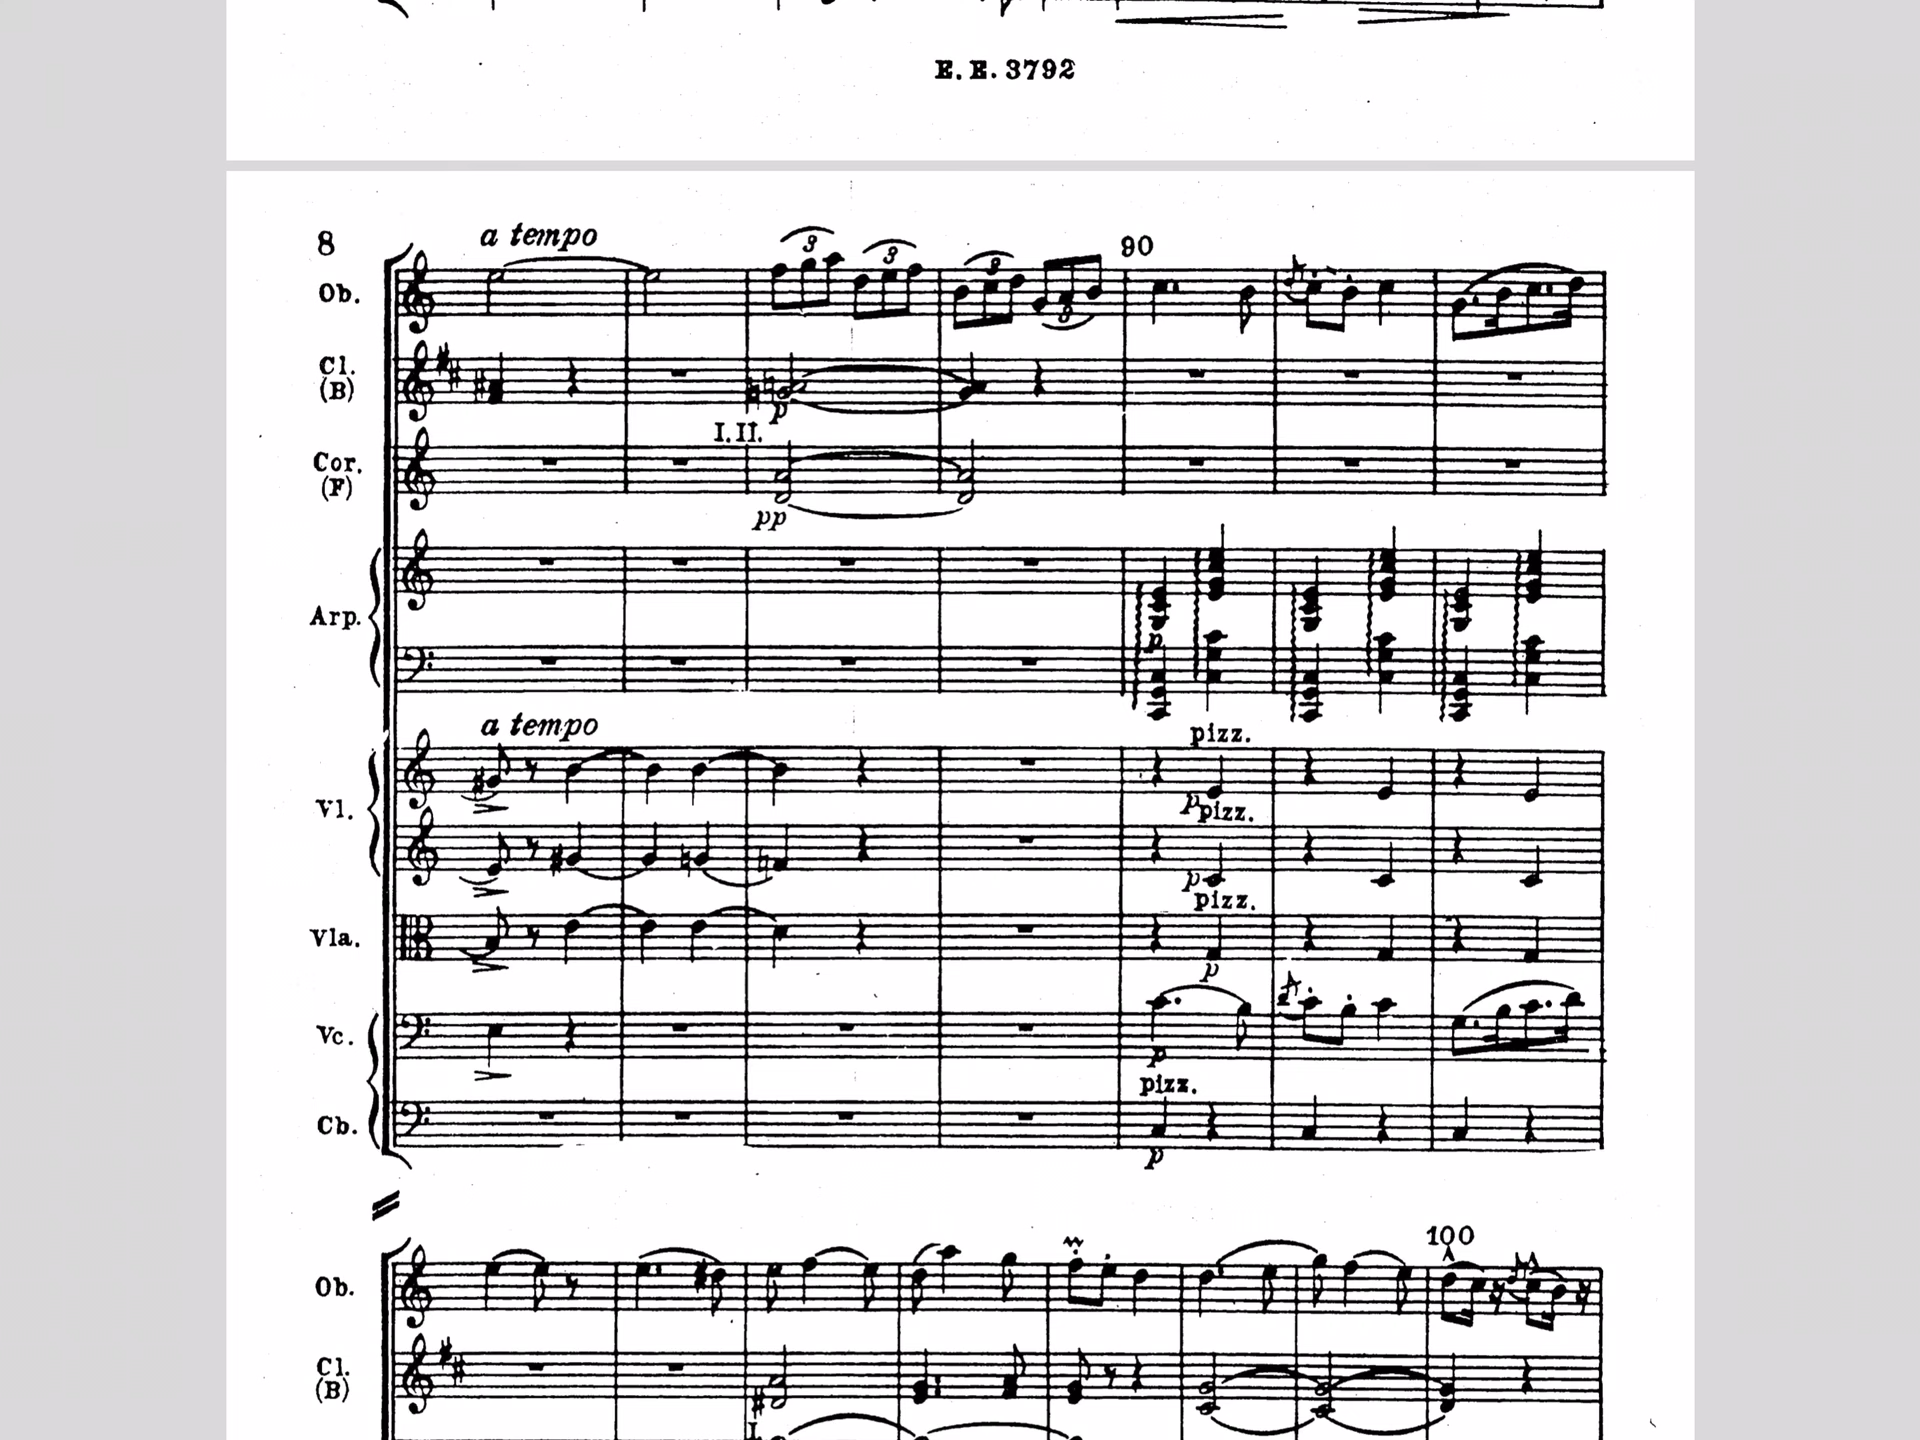 E. E. 3792
8 a tempo 90
3 3 3 3
Ob.
Cl.
(B)
p
I. II.
Cor.
(F)
pp
Arp.
p
a tempo
pizz.
Vl.
p pizz.
p
pizz.
Vla.
p
Vc.
p
pizz.
Cb.
p
100
Ob.
Cl.
(B)
I.